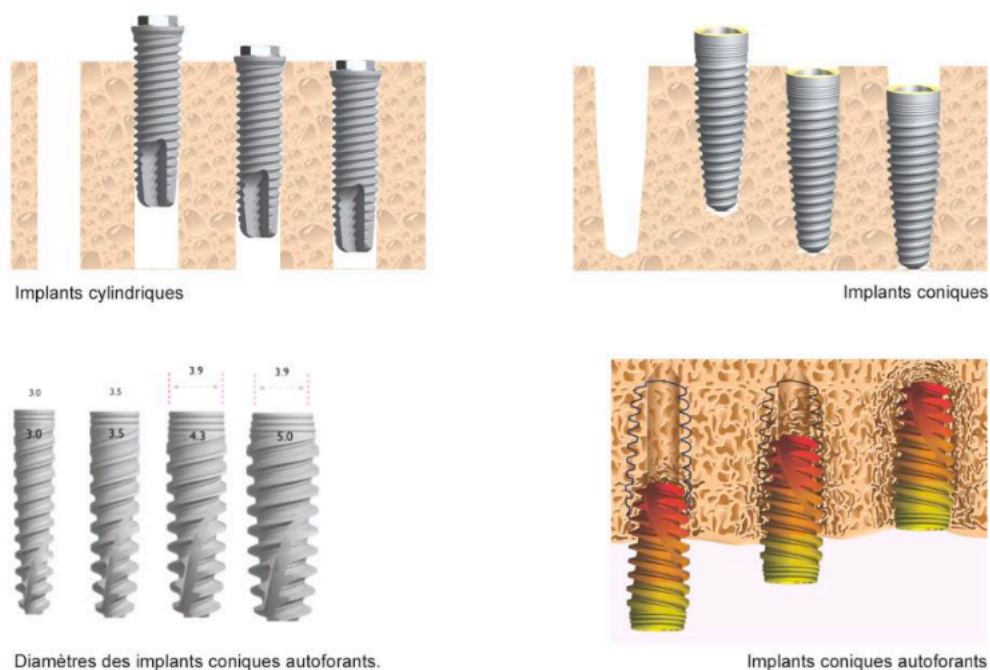 Implants cylindriques
Implants coniques
3.0
3.5
3.9
3.9
3.0
3.5
4.3
5.0
Diamètres des implants coniques autoforants.
Implants coniques autoforants